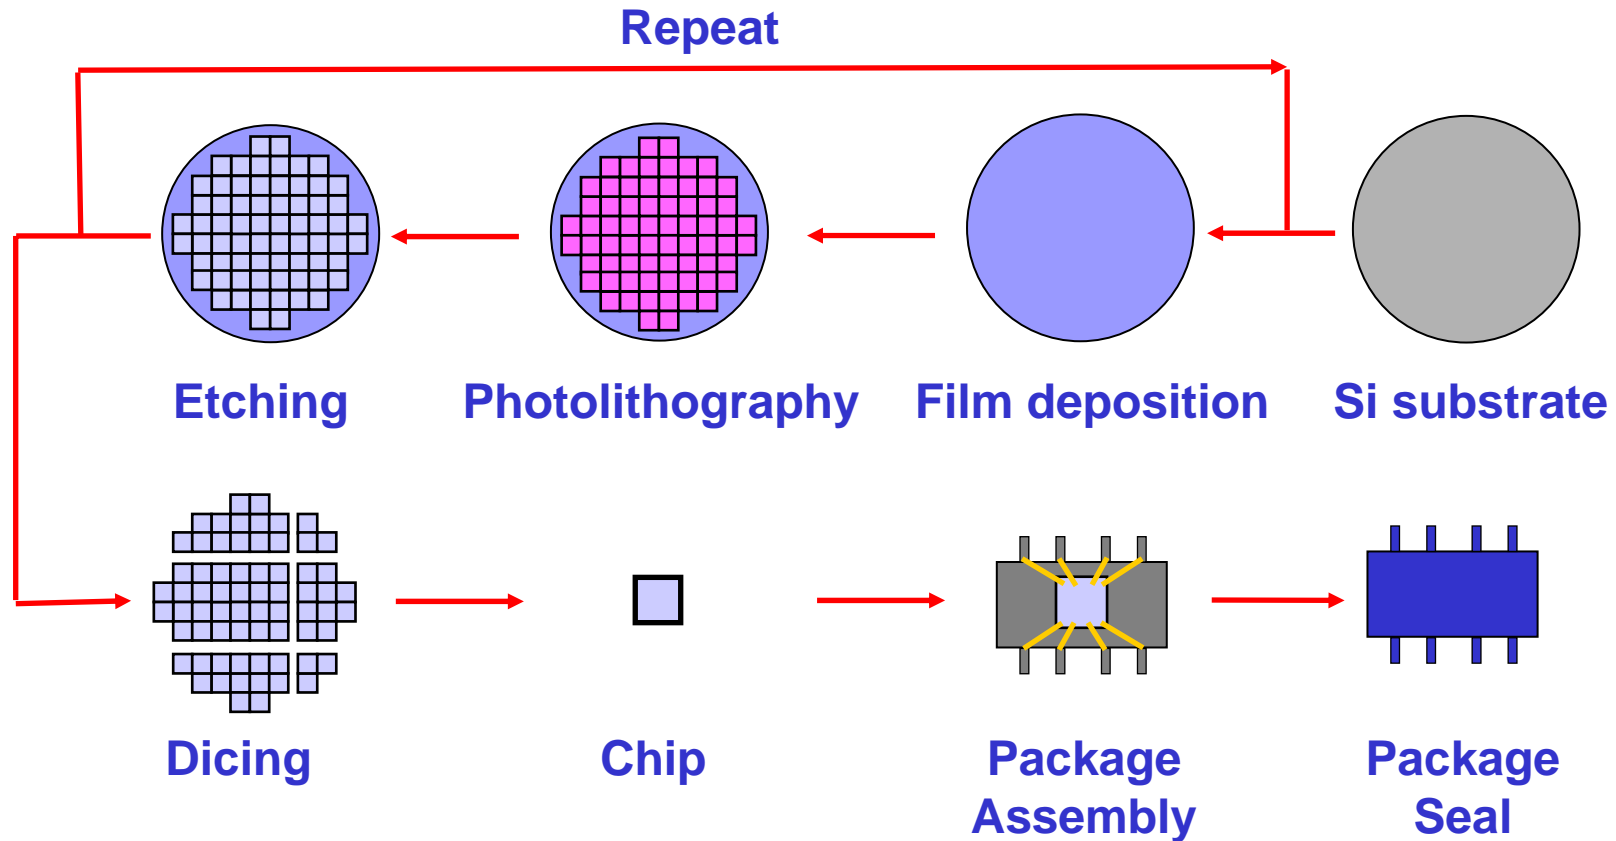 Repeat
Etching
Photolithography
Film deposition
Si substrate
Dicing
Chip
Package
Assembly
Package
Seal